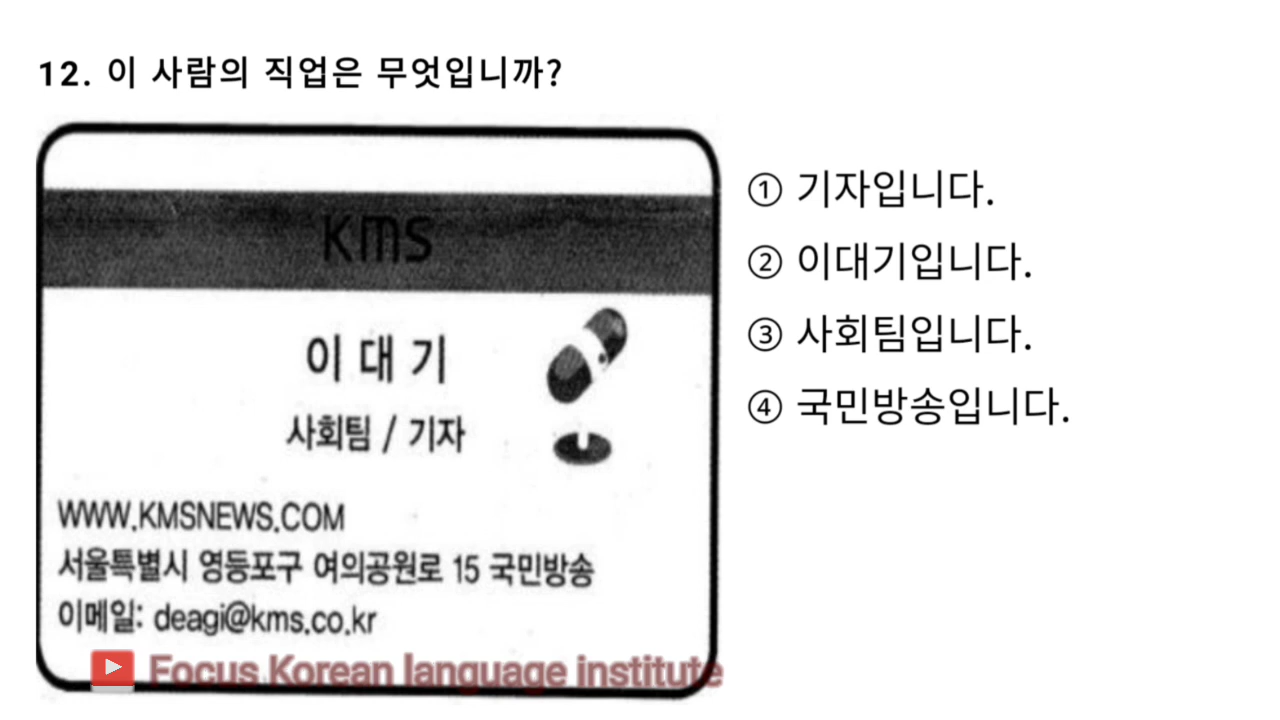 12. 이 사람의 직업은 무엇입니까?
KMS
이대기
사회팀 / 기자
WWW.KMSNEWS.COM
서울특별시 영등포구 여의공원로 15 국민방송
이메일: deagi@kms.co.kr
Focus Korean language institute
① 기자입니다.
② 이대기입니다.
③ 사회팀입니다.
④ 국민방송입니다.